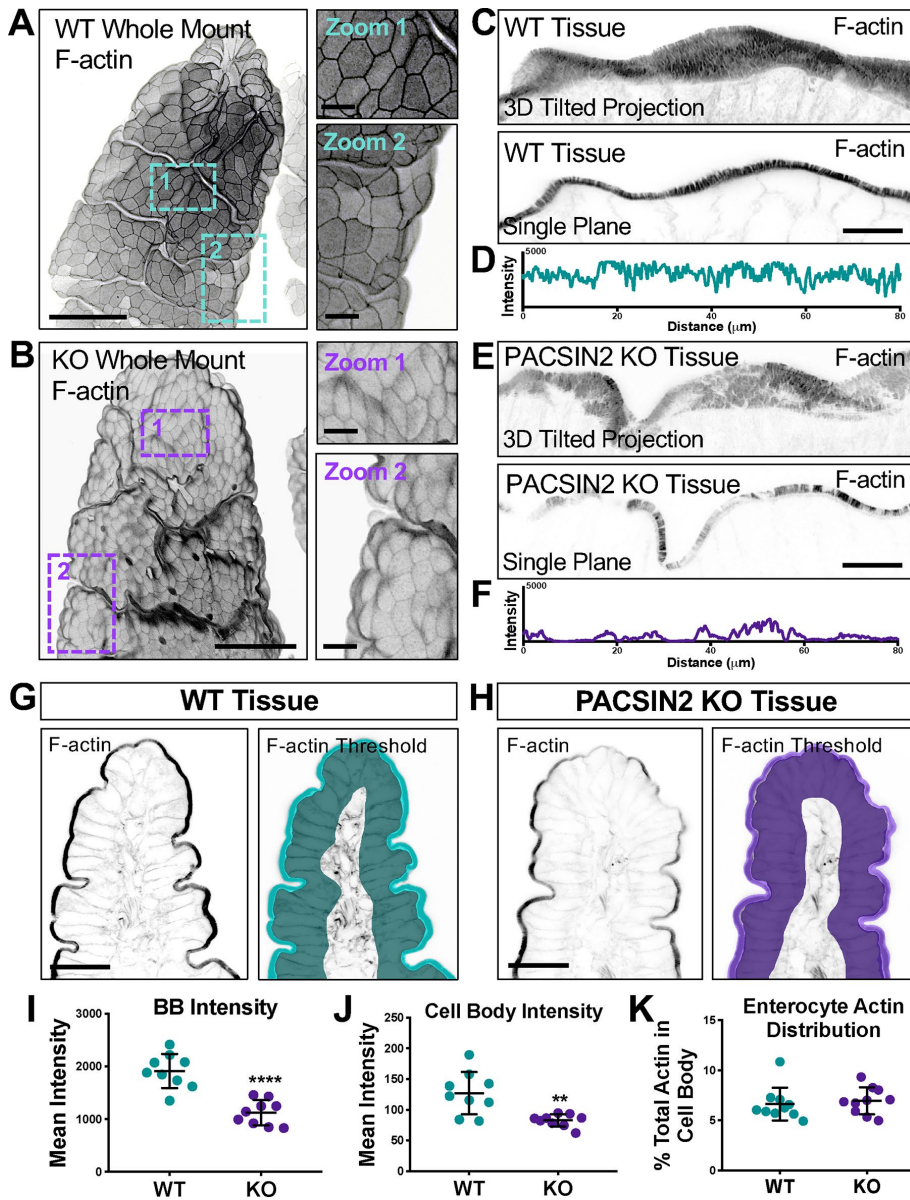 A
WT Whole Mount
F-actin
1
2
Zoom 1
Zoom 2
B
KO Whole Mount
F-actin
1
2
Zoom 1
Zoom 2
C
WT Tissue
F-actin
3D Tilted Projection
WT Tissue
F-actin
Single Plane
D
Intensity
5000
0
20
40
60
80
Distance (μm)
E
PACSIN2 KO Tissue
F-actin
3D Tilted Projection
PACSIN2 KO Tissue
F-actin
Single Plane
F
Intensity
5000
0
20
40
60
80
Distance (μm)
G
WT Tissue
F-actin
F-actin Threshold
H
PACSIN2 KO Tissue
F-actin
F-actin Threshold
I
BB Intensity
Mean Intensity
3000
2000
1000
0
****
WT
KO
J
Cell Body Intensity
Mean Intensity
250
200
150
100
50
0
**
WT
KO
K
Enterocyte Actin
Distribution
% Total Actin in
Cell Body
15
10
5
0
WT
KO